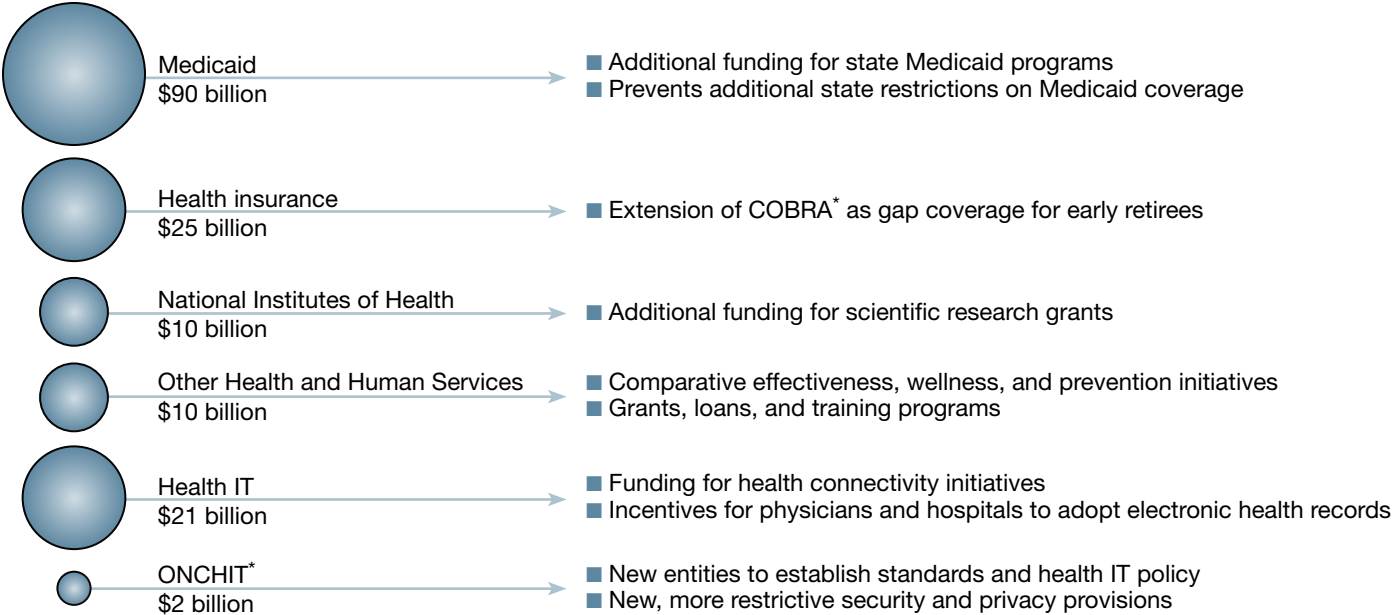 Medicaid
$90 billion
■ Additional funding for state Medicaid programs
■ Prevents additional state restrictions on Medicaid coverage
Health insurance
$25 billion
■ Extension of COBRA* as gap coverage for early retirees
National Institutes of Health
$10 billion
■ Additional funding for scientific research grants
Other Health and Human Services
$10 billion
■ Comparative effectiveness, wellness, and prevention initiatives
■ Grants, loans, and training programs
Health IT
$21 billion
■ Funding for health connectivity initiatives
■ Incentives for physicians and hospitals to adopt electronic health records
ONCHIT*
$2 billion
■ New entities to establish standards and health IT policy
■ New, more restrictive security and privacy provisions